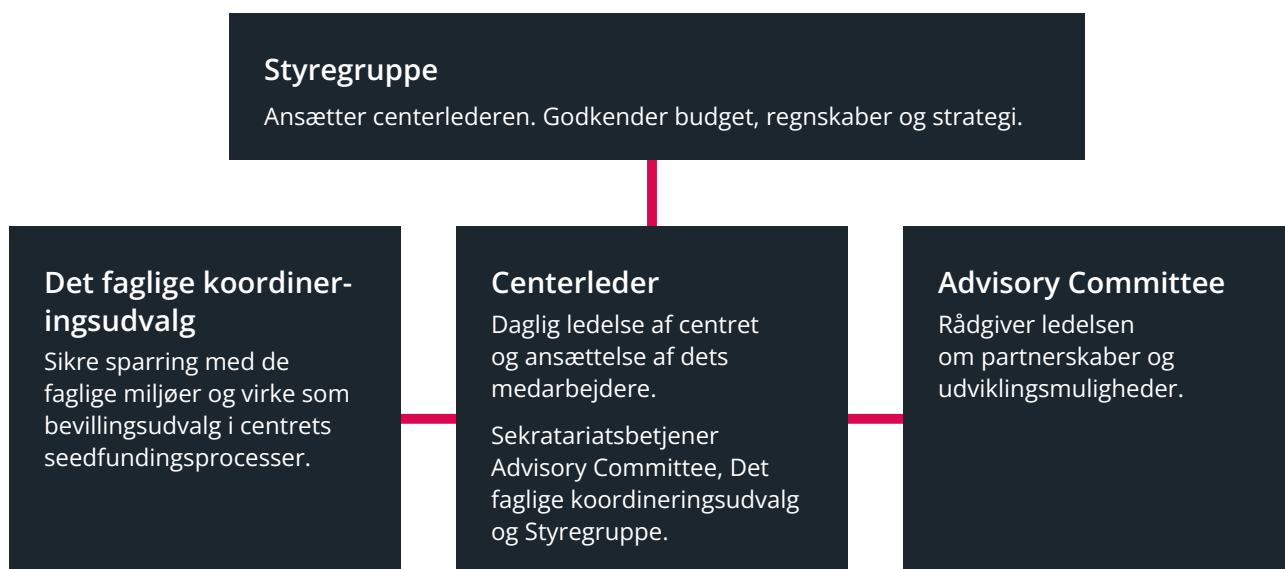 Styregruppe
Ansætter centerlederen. Godkender budget, regnskaber og strategi.
Det faglige koordiner-
ingsudvalg
Sikre sparring med de
faglige miljøer og virke som
bevillingsudvalg i centrets
seedfundingsprocesser.
Centerleder
Daglig ledelse af centret
og ansættelse af dets
medarbejdere.
Sekratariatsbetjener
Advisory Committee, Det
faglige koordineringsudvalg
og Styregruppe.
Advisory Committee
Rådgiver ledelsen
om partnerskaber og
udviklingsmuligheder.